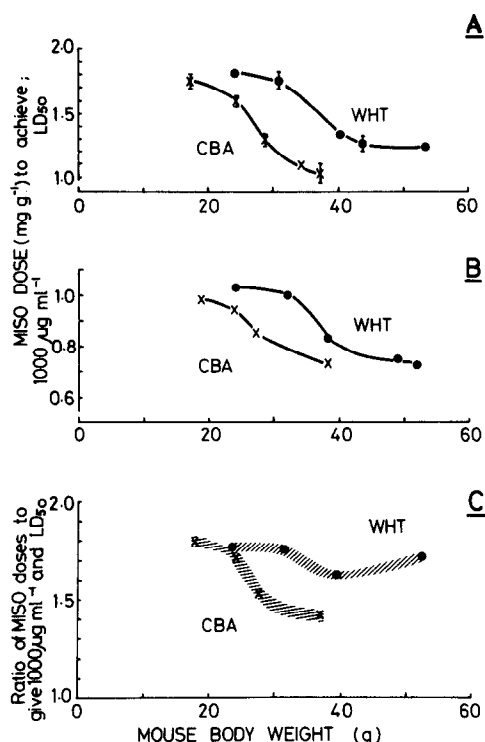 A
MISO DOSE (mg g⁻¹) to achieve;
LD₅₀
1.8
1.4
1.0
WHT
CBA
0
20
40
60
B
1000 µg ml⁻¹
1.0
0.8
0.6
WHT
CBA
0
20
40
60
C
Ratio of MISO doses to
give 1000 µg ml⁻¹ and LD₅₀
2.0
1.5
1.0
WHT
CBA
0
20
40
60
MOUSE BODY WEIGHT (g)